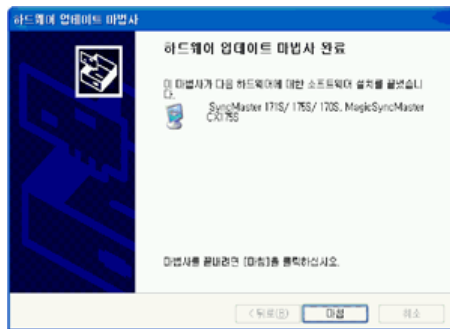 하드웨어 업데이트 마법사
하드웨어 업데이트 마법사 완료
이 마법사가 다음 하드웨어에 대한 소프트웨어 설치를 끝냈습니
다.
SyncMaster 171S/ 175S/ 170S, MagicSyncMaster
CX175S
마법사를 끝내려면 [마침]을 클릭하십시오.
< 뒤로(B)
마침
취소